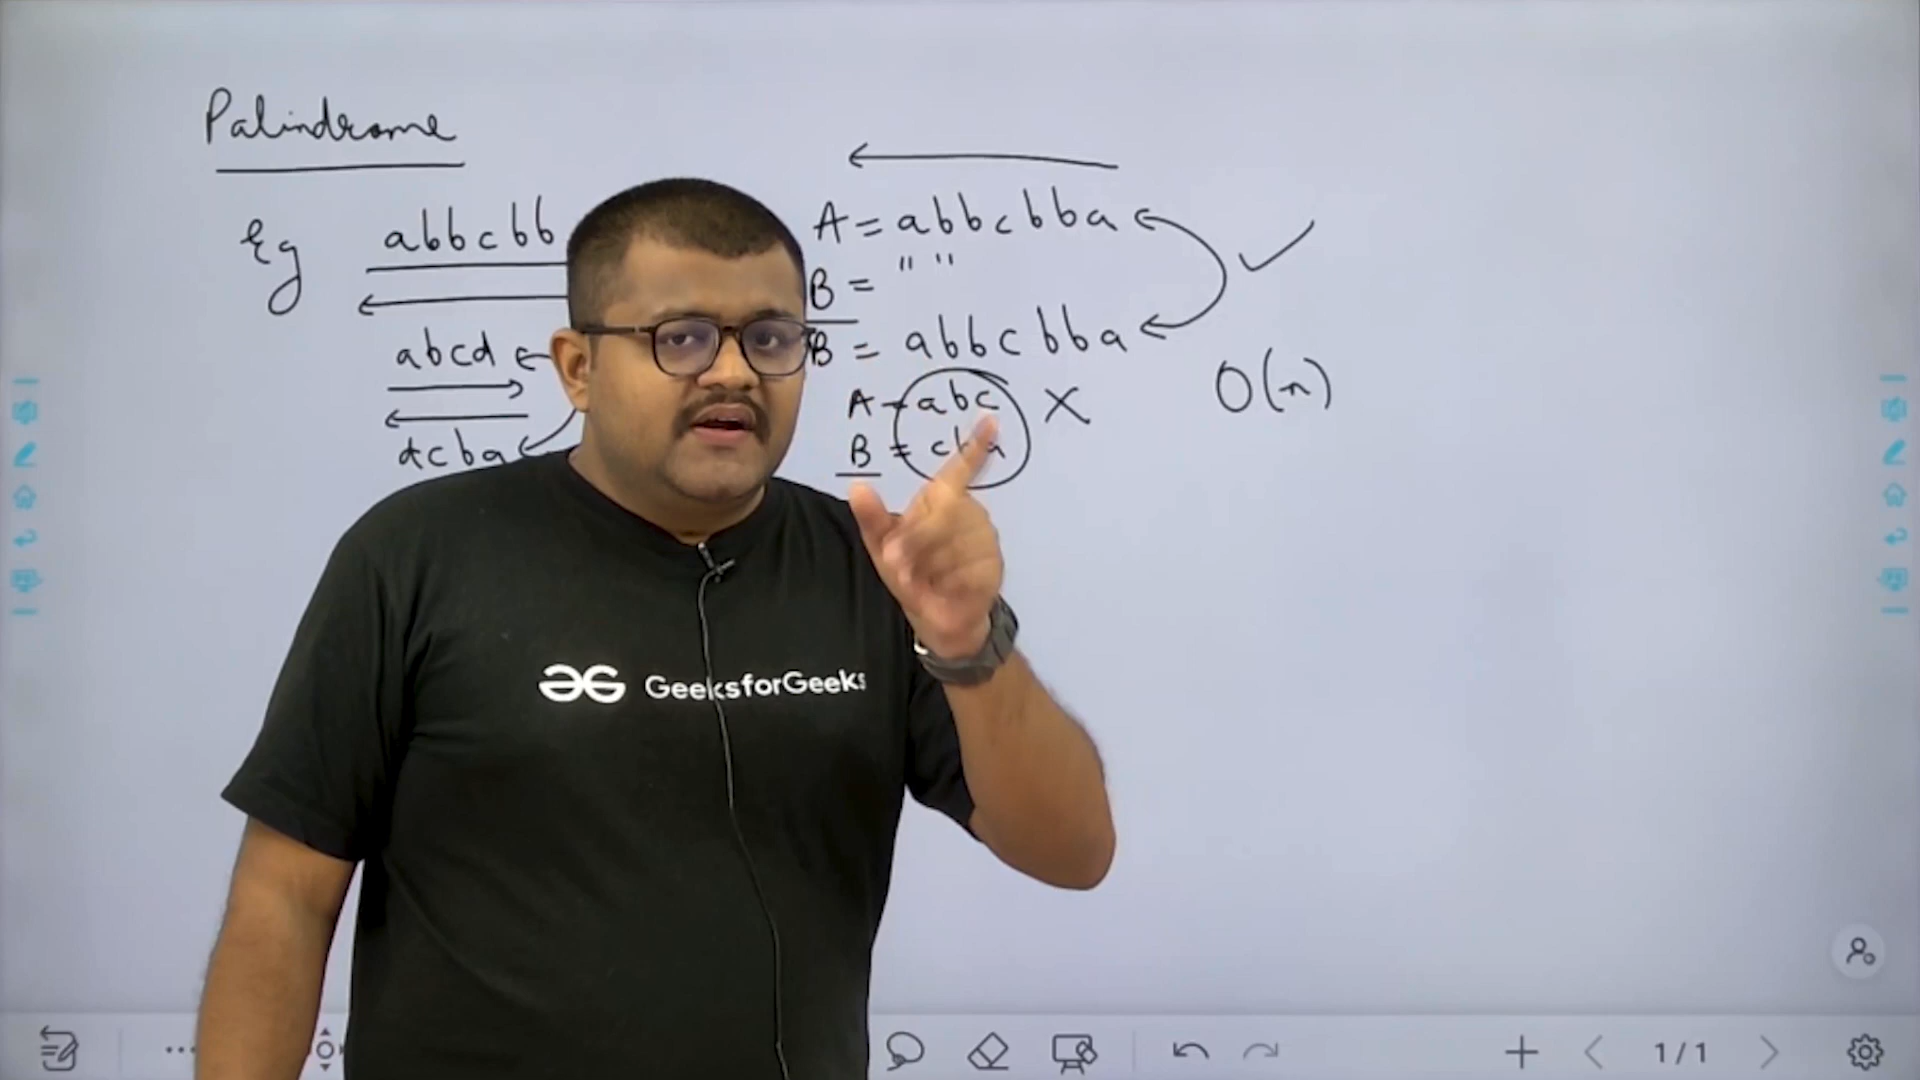 Palindrome
Eg abbcbb
abcd
dcba
A = abbcbba
B = " "
B = abbcbba
A = abc X
B = cba
O(n)
GeeksforGeeks
1/1